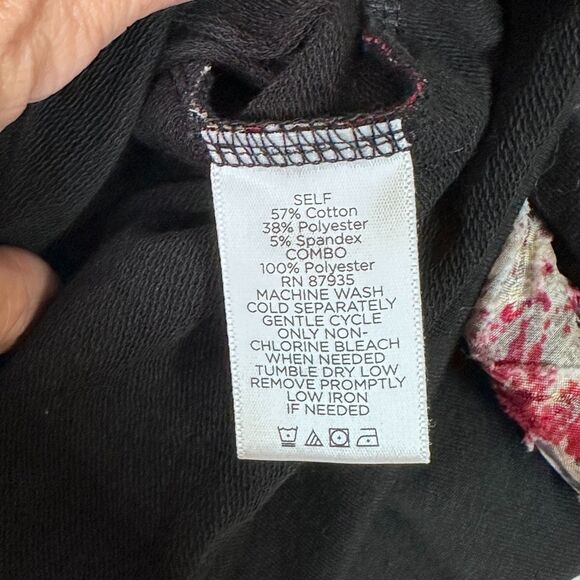 SELF
57% Cotton
38% Polyester
5% Spandex
COMBO
100% Polyester
RN 87935
MACHINE WASH
COLD SEPARATELY
GENTLE CYCLE
ONLY NON-
CHLORINE BLEACH
WHEN NEEDED
TUMBLE DRY LOW
REMOVE PROMPTLY
LOW IRON
IF NEEDED